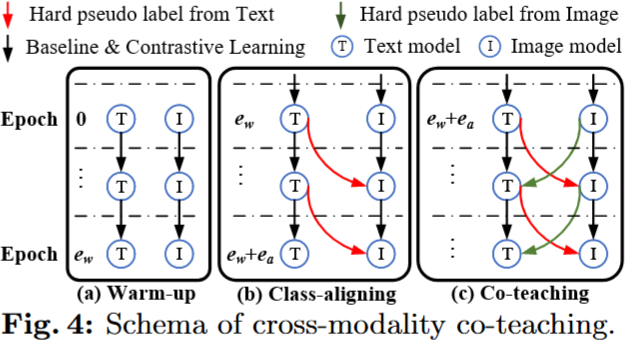 Hard pseudo label from Text Hard pseudo label from Image
Baseline & Contrastive Learning T Text model I Image model
Epoch 0 T I e_w T I e_w+e_a T I
⋮ T I ⋮ T I ⋮ T I
Epoch e_w T I e_w+e_a T I ⋮ T I
(a) Warm-up (b) Class-aligning (c) Co-teaching
Fig. 4: Schema of cross-modality co-teaching.